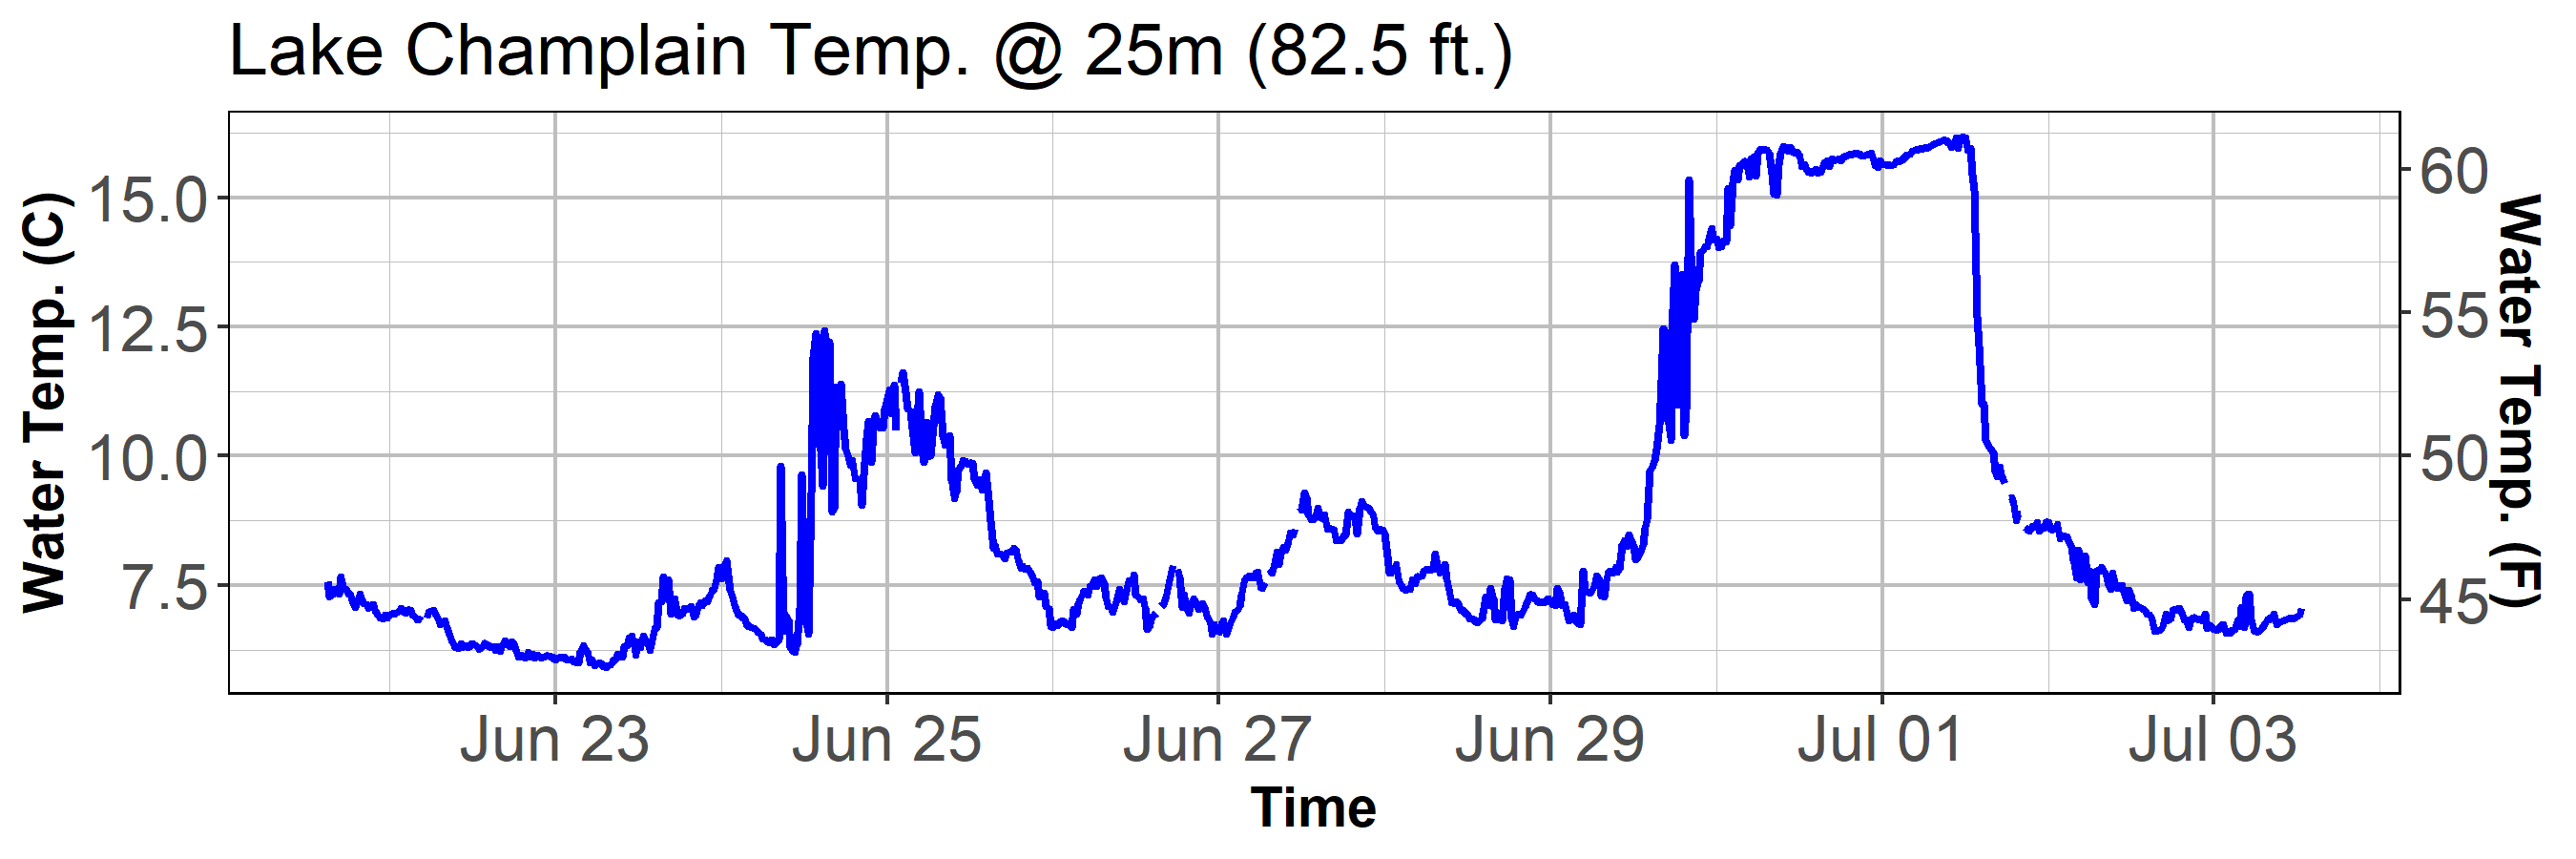 Lake Champlain Temp. @ 25m (82.5 ft.)
Water Temp. (C)
15.0
12.5
10.0
7.5
60
55
50
45
Water Temp. (F)
Jun 23 Jun 25 Jun 27 Jun 29 Jul 01 Jul 03
Time